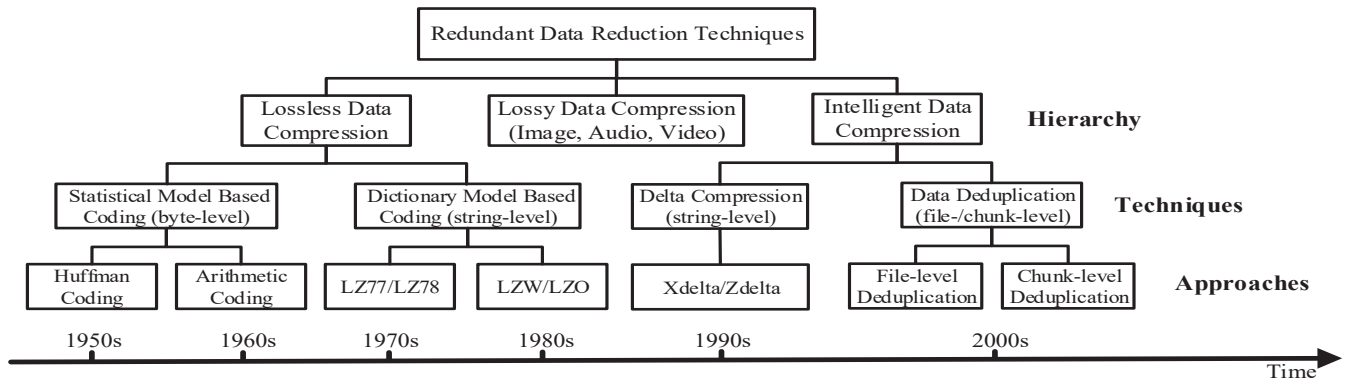 Redundant Data Reduction Techniques
Lossless Data
Compression
Lossy Data Compression
(Image, Audio, Video)
Intelligent Data
Compression
Hierarchy
Statistical Model Based
Coding (byte-level)
Dictionary Model Based
Coding (string-level)
Delta Compression
(string-level)
Data Deduplication
(file-/chunk-level)
Techniques
Huffman
Coding
Arithmetic
Coding
LZ77/LZ78
LZW/LZO
Xdelta/Zdelta
File-level
Deduplication
Chunk-level
Deduplication
Approaches
1950s
1960s
1970s
1980s
1990s
2000s
Time